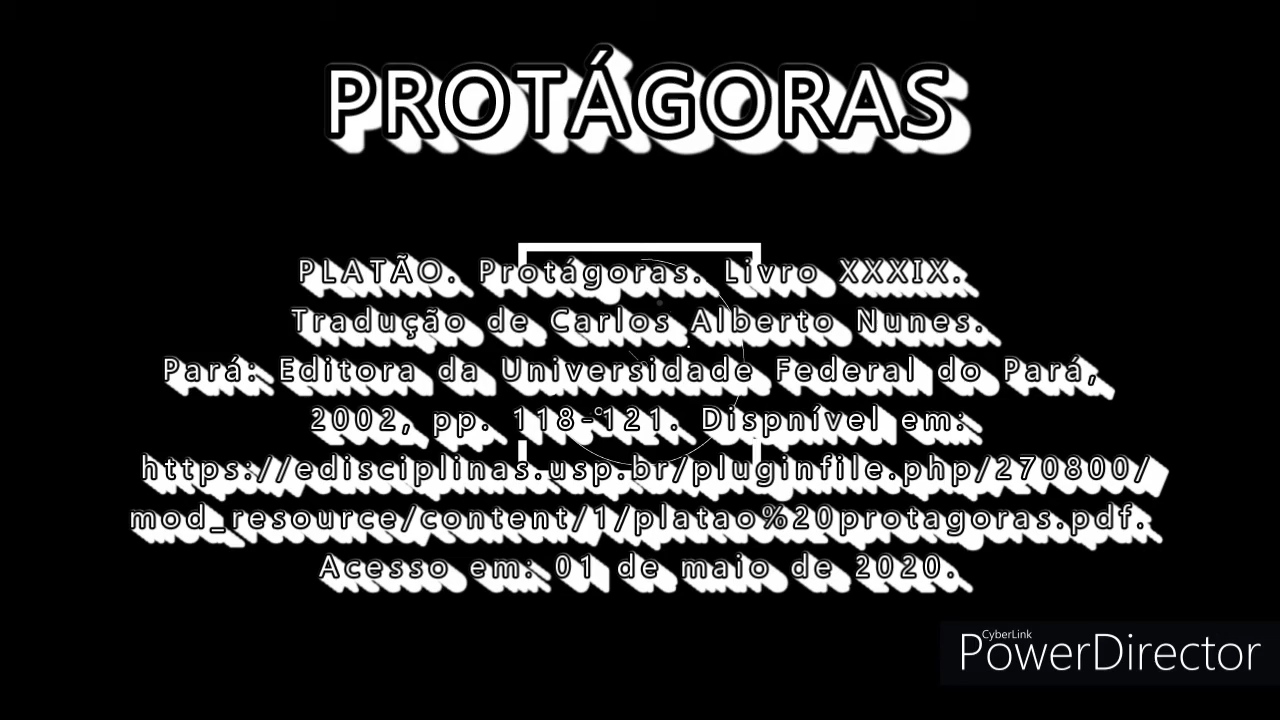 PROTÁGORAS
PLATÃO. Protágoras. Livro XXXIX.
Tradução de Carlos Alberto Nunes.
Pará: Editora da Universidade Federal do Pará,
2002, pp. 118-121. Dispnível em:
https://edisciplinas.usp.br/pluginfile.php/270800/
mod_resource/content/1/platao%20protagoras.pdf.
Acesso em: 01 de maio de 2020.
CyberLink
PowerDirector